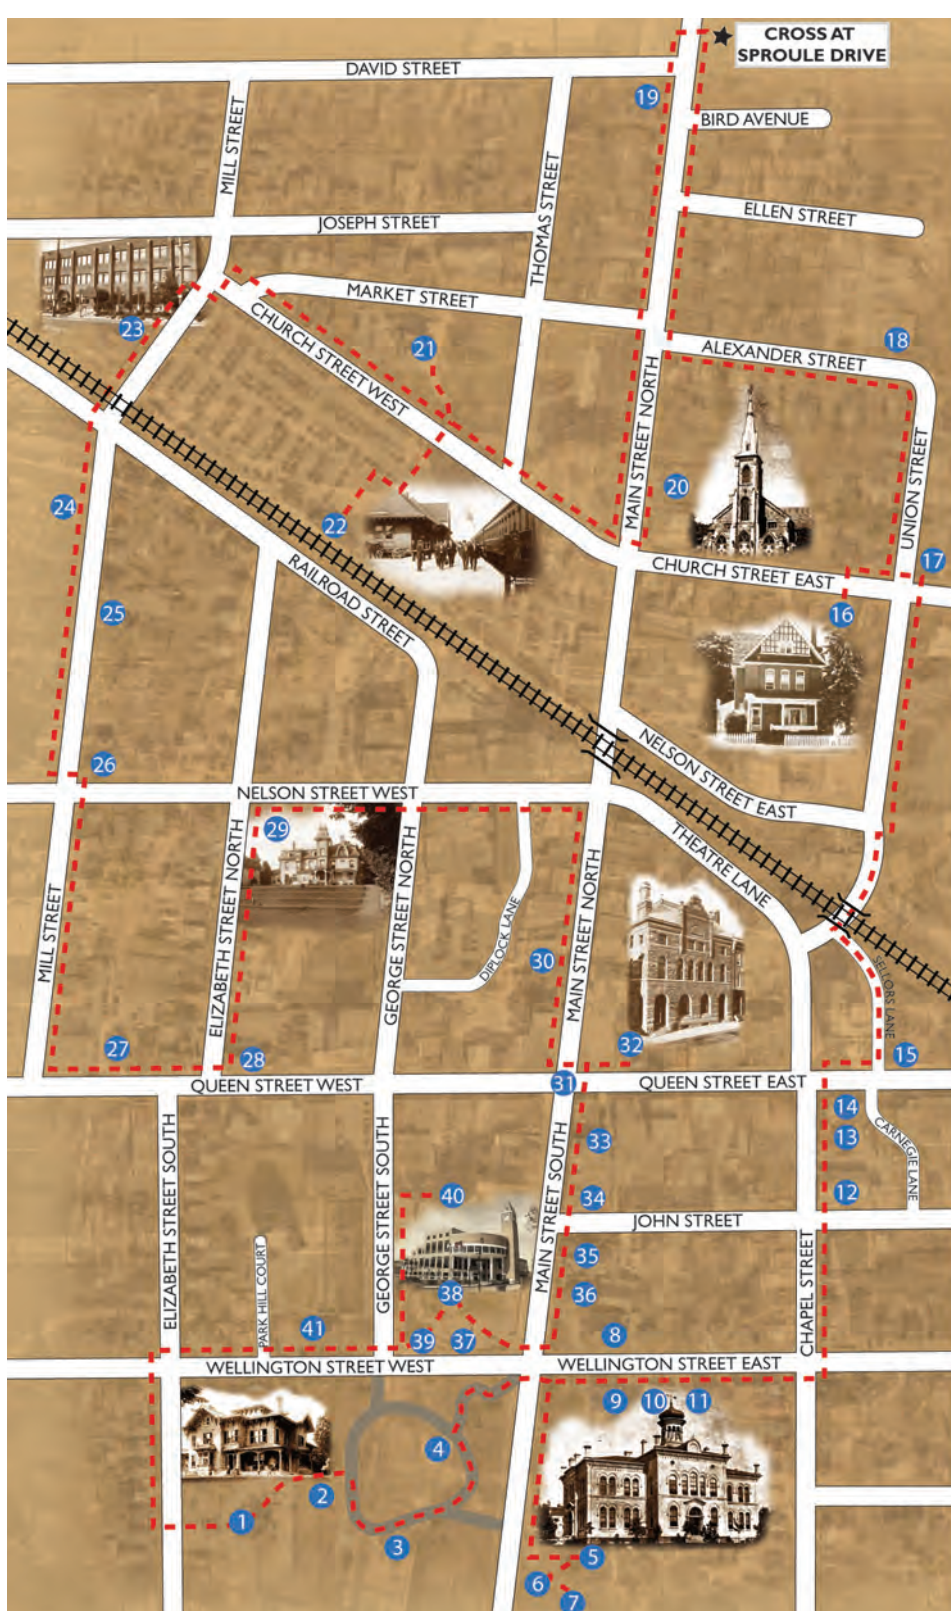 CROSS AT
SPROULE DRIVE
DAVID STREET
19
BIRD AVENUE
MILL STREET
THOMAS STREET
ELLEN STREET
JOSEPH STREET
MARKET STREET
23
21
18
ALEXANDER STREET
CHURCH STREET WEST
MAIN STREET NORTH
20
UNION STREET
24
22
17
CHURCH STREET EAST
RAILROAD STREET
25
16
26
NELSON STREET EAST
NELSON STREET WEST
29
THEATRE LANE
ELIZABETH STREET NORTH
GEORGE STREET NORTH
DIPLOCK LANE
MAIN STREET NORTH
MILL STREET
30
SELLORS LANE
27
28
32
15
QUEEN STREET WEST
31
QUEEN STREET EAST
14
33
13
CARNEGIE LANE
ELIZABETH STREET SOUTH
GEORGE STREET SOUTH
MAIN STREET SOUTH
40
34
12
JOHN STREET
35
PARK HILL COURT
38
36
CHAPEL STREET
41
39
37
8
WELLINGTON STREET WEST
WELLINGTON STREET EAST
9
10
11
4
2
1
3
5
6
7